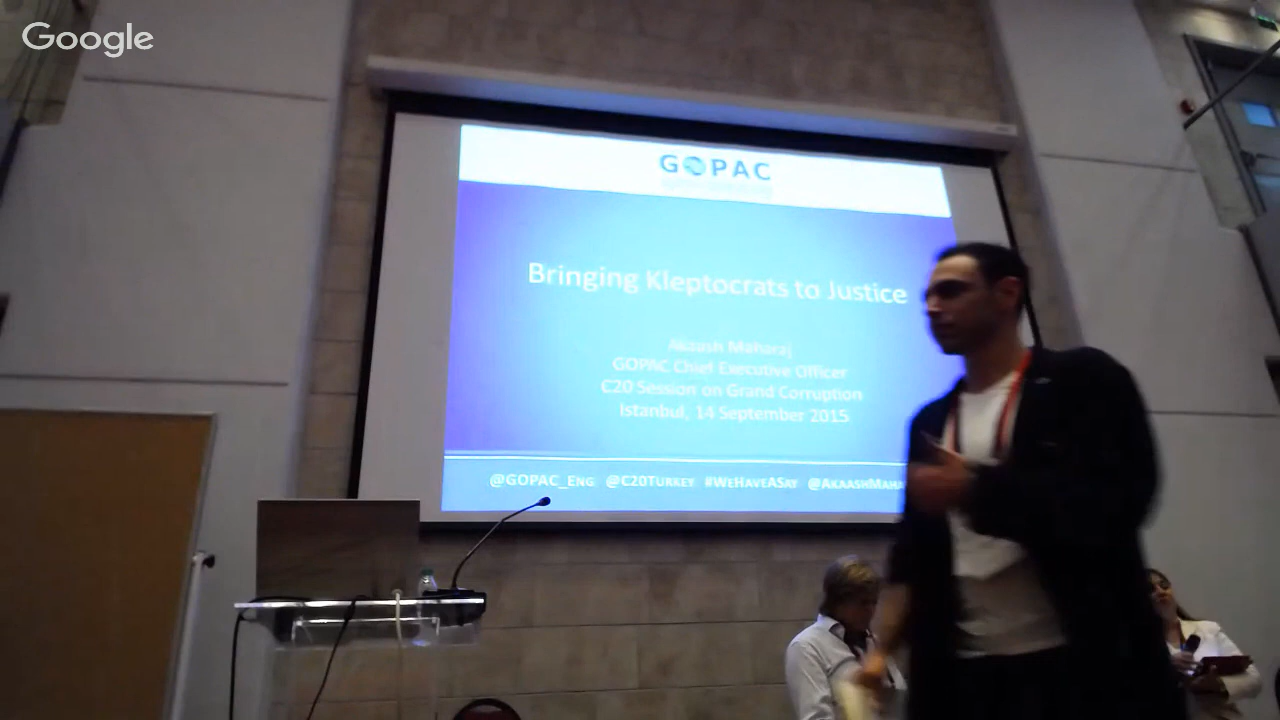 Google
GOPAC
Bringing Kleptocrats to Justice
Akaash Maharaj
GOPAC Chief Executive Officer
C20 Session on Grand Corruption
Istanbul, 14 September 2015
@GOPAC_Eng @C20Turkey #WeHaveASay